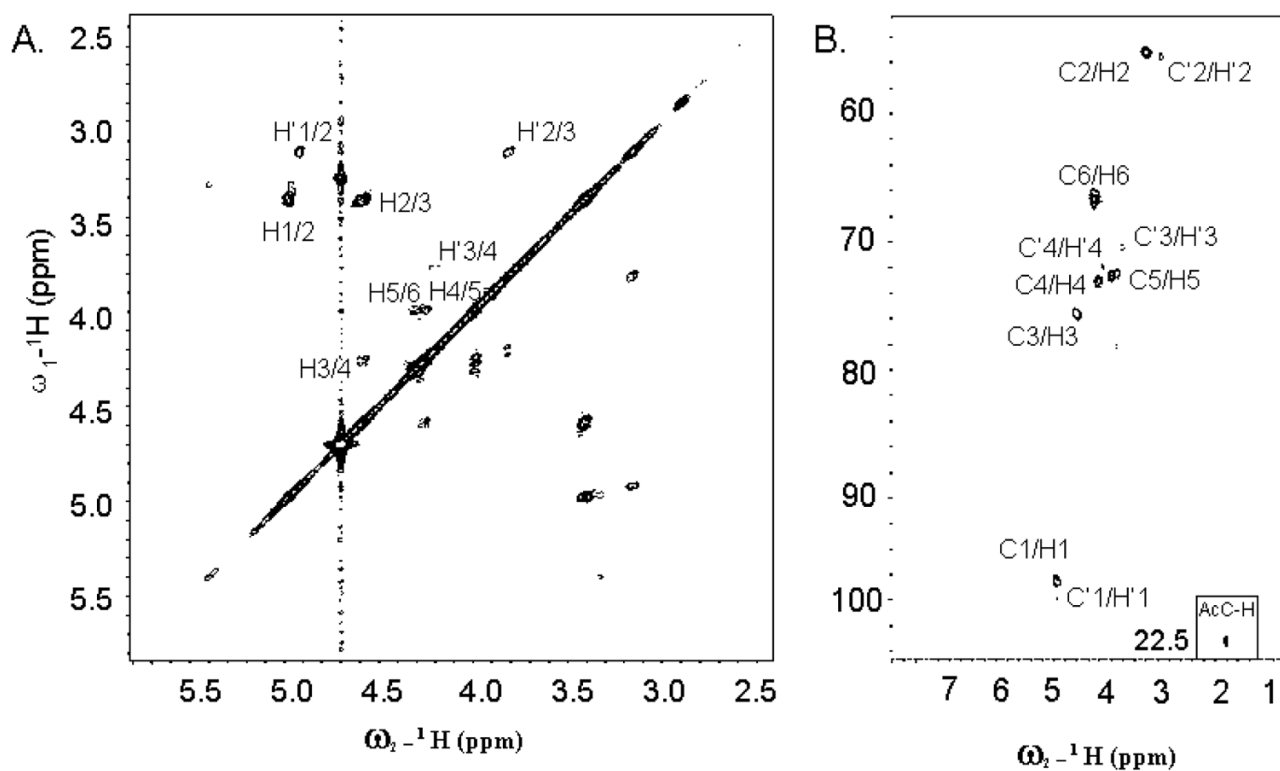 A.
2.5
3.0
3.5
4.0
4.5
5.0
5.5
ω1-¹H (ppm)
H'1/2
H'2/3
H2/3
H1/2
H'3/4
H5/6 H4/5
H3/4
5.5 5.0 4.5 4.0 3.5 3.0 2.5
ω2-¹H (ppm)
B.
60
70
80
90
100
C2/H2 C'2/H'2
C6/H6
C'4/H'4 C'3/H'3
C4/H4 C5/H5
C3/H3
C1/H1
C'1/H'1
AcC-H
22.5
7 6 5 4 3 2 1
ω2-¹H (ppm)